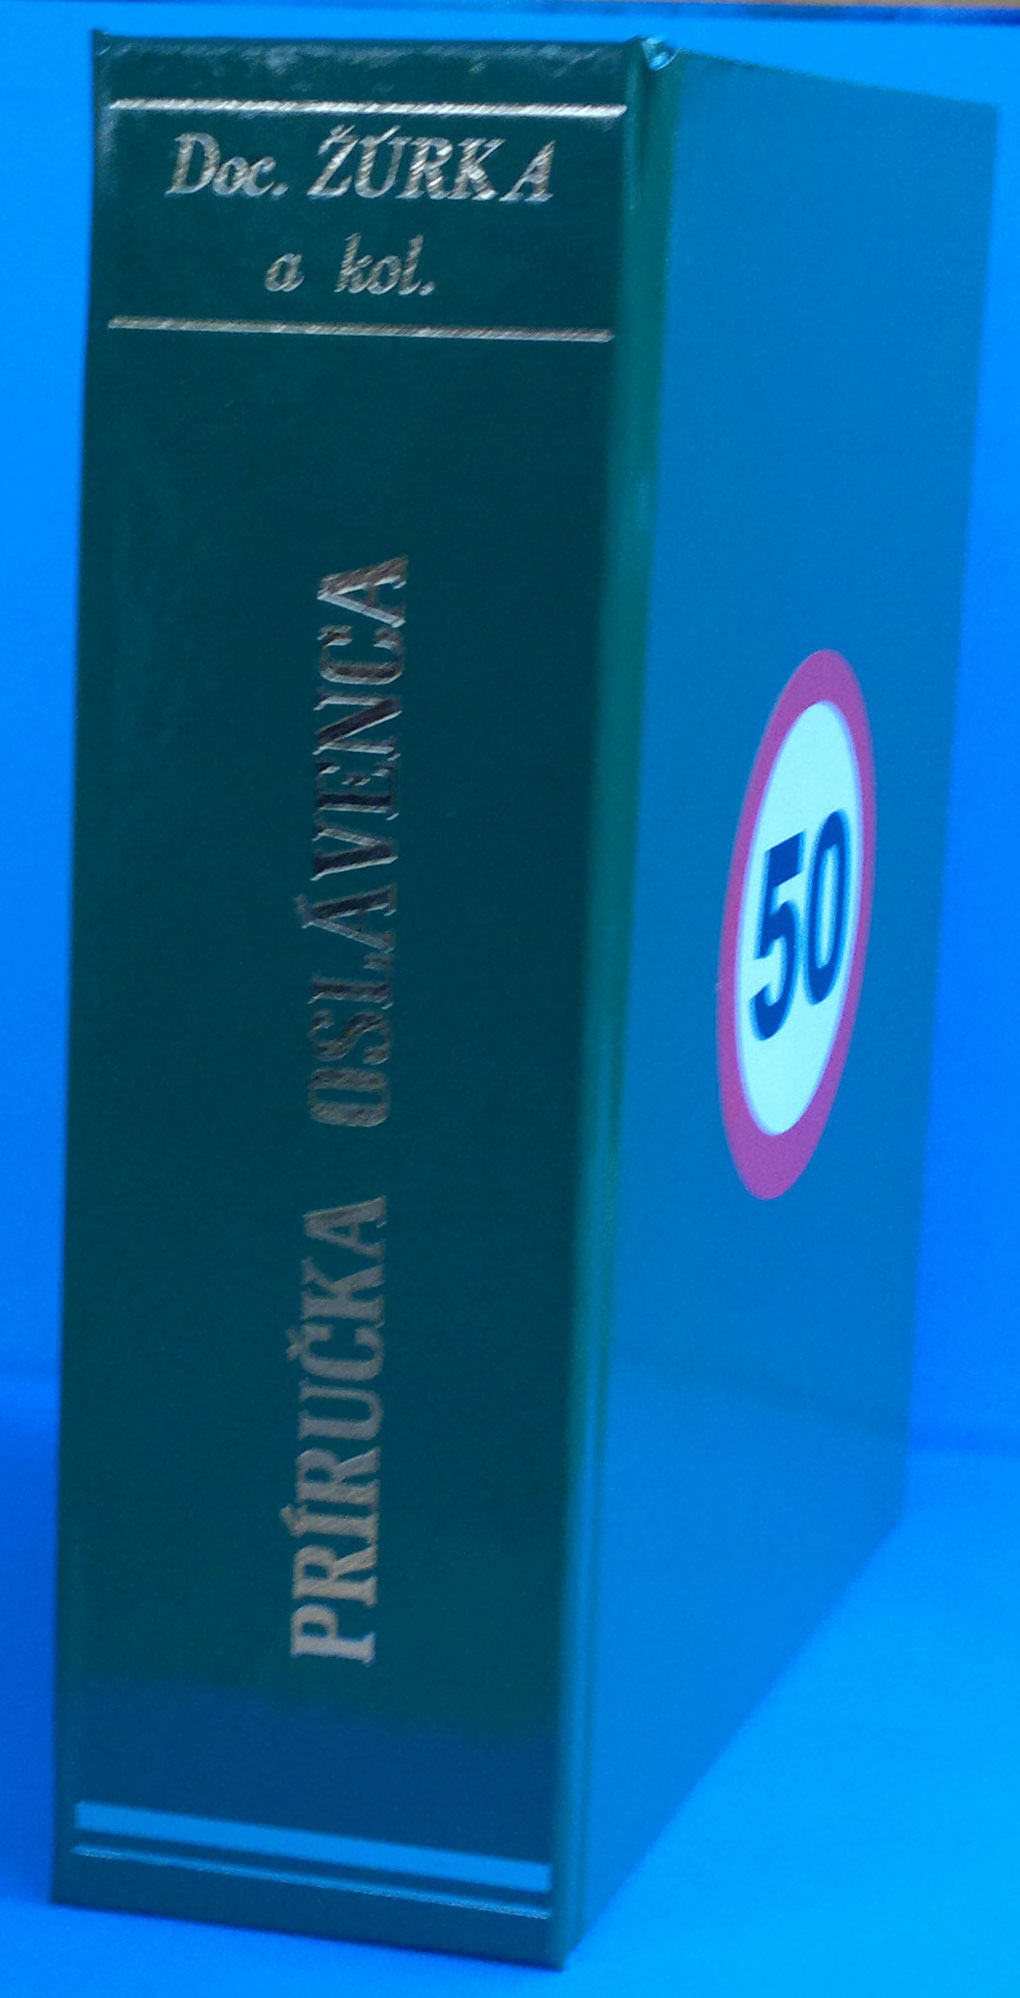 Doc. ŽÚRKA
a kol.
PRÍRUČKA OSLÁVENCA
50